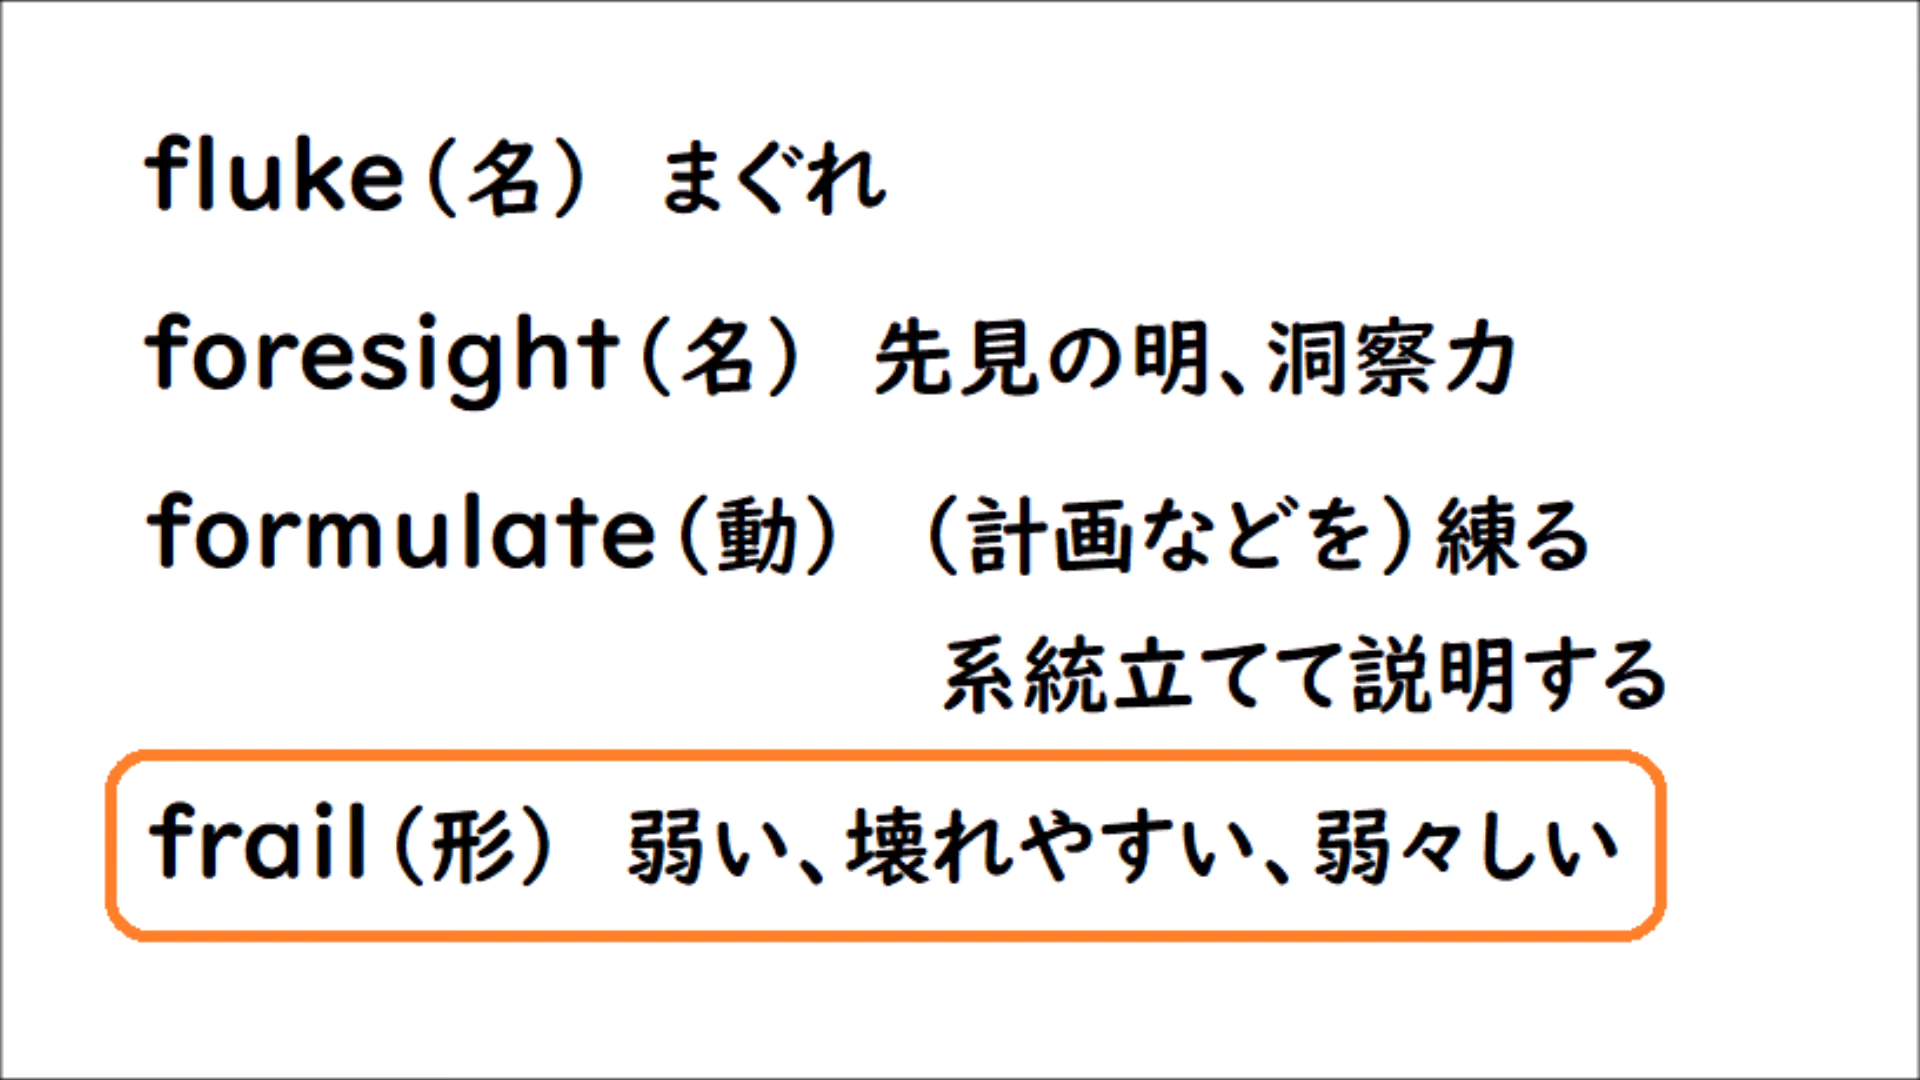 fluke（名） まぐれ
foresight（名） 先見の明、洞察力
formulate（動） （計画などを）練る
系統立てて説明する
frail（形） 弱い、壊れやすい、弱々しい